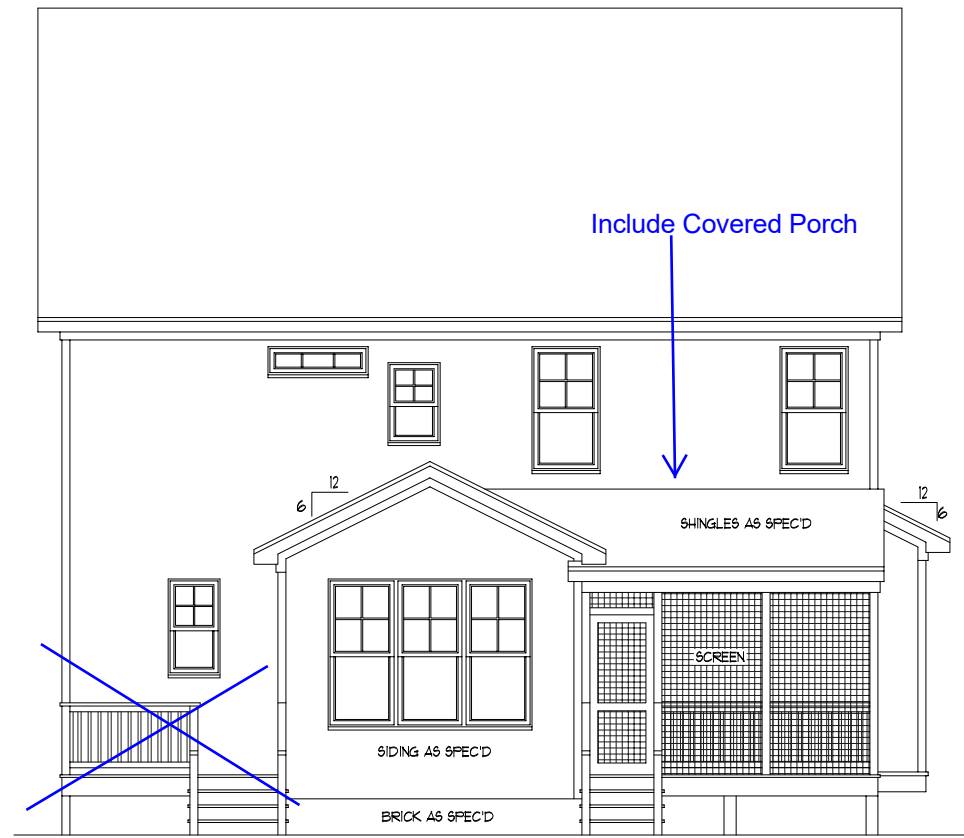 Include Covered Porch
12
6
12
6
SHINGLES AS SPEC'D
SCREEN
SIDING AS SPEC'D
BRICK AS SPEC'D